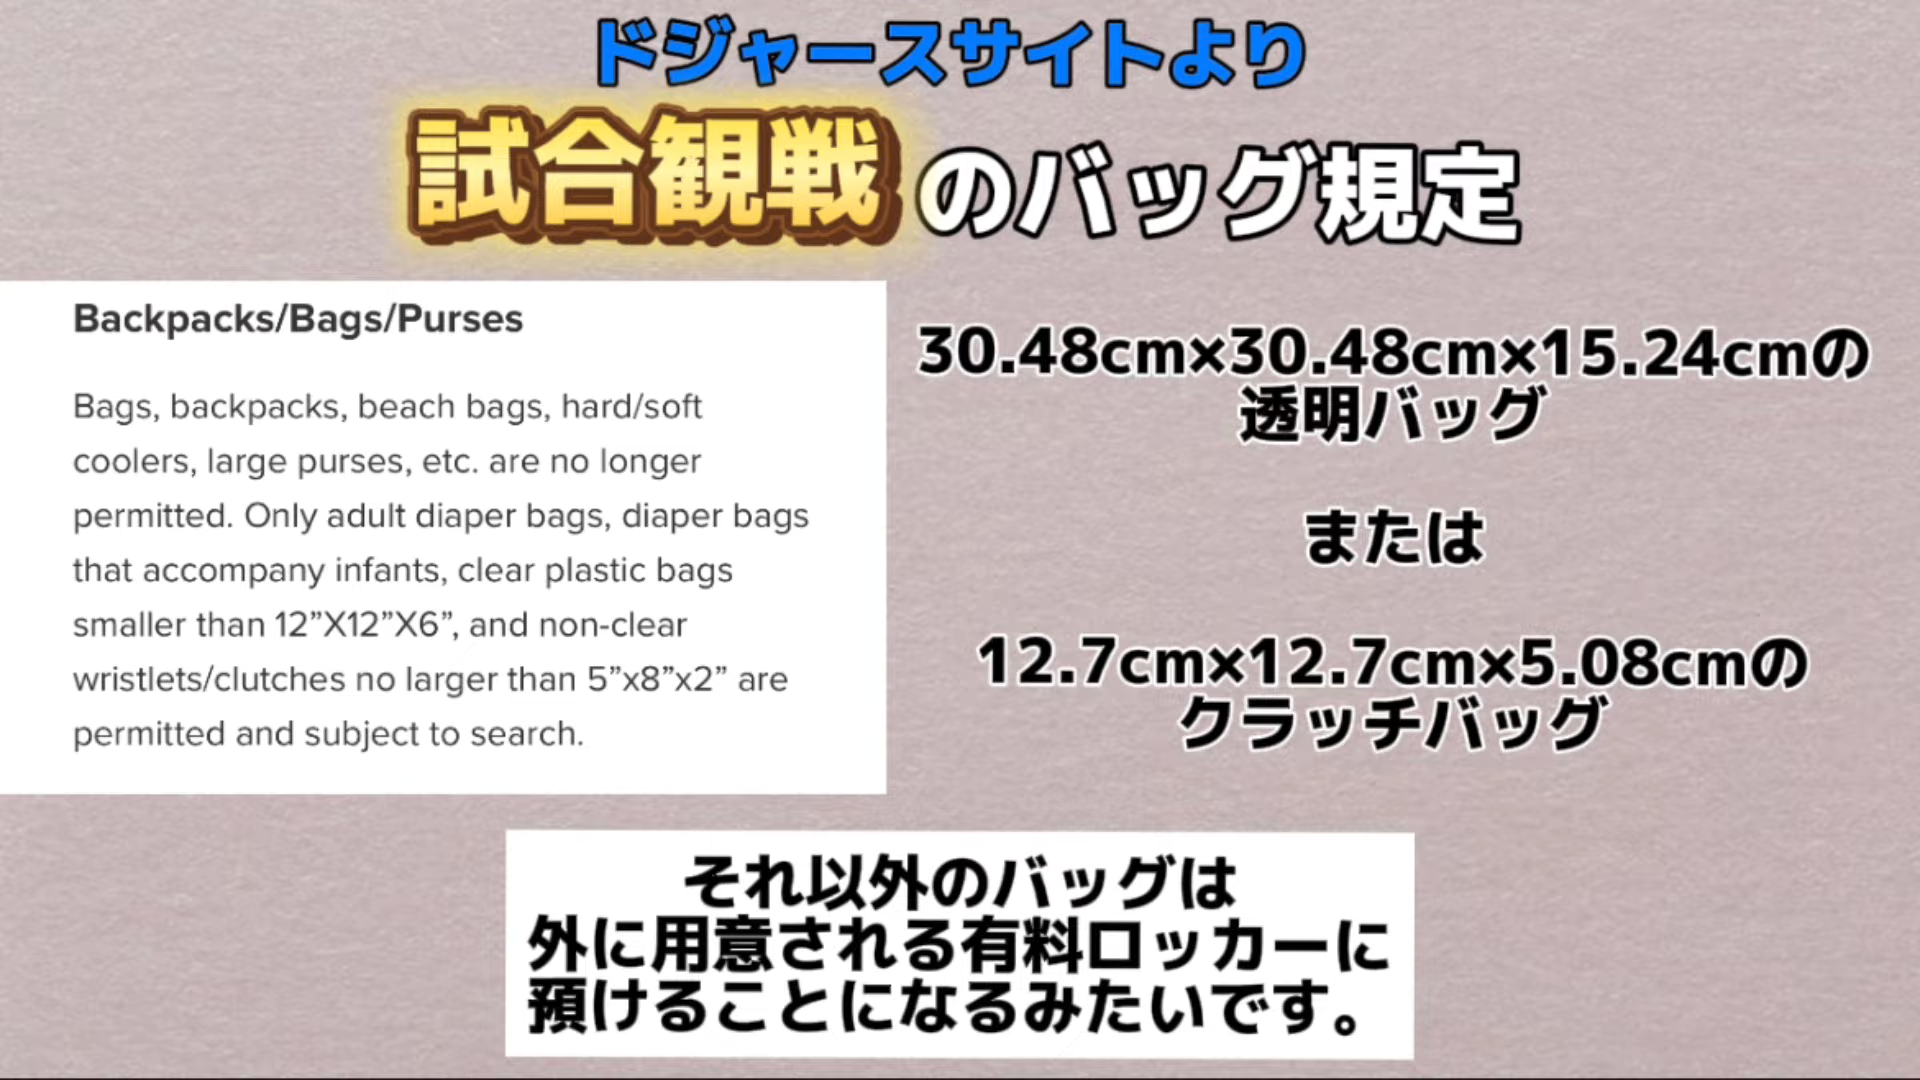 ドジャースサイトより
試合観戦のバッグ規定
Backpacks/Bags/Purses
Bags, backpacks, beach bags, hard/soft
coolers, large purses, etc. are no longer
permitted. Only adult diaper bags, diaper bags
that accompany infants, clear plastic bags
smaller than 12”X12”X6”, and non-clear
wristlets/clutches no larger than 5”x8”x2” are
permitted and subject to search.
30.48cm×30.48cm×15.24cmの
透明バッグ
または
12.7cm×12.7cm×5.08cmの
クラッチバッグ
それ以外のバッグは
外に用意される有料ロッカーに
預けることになるみたいです。